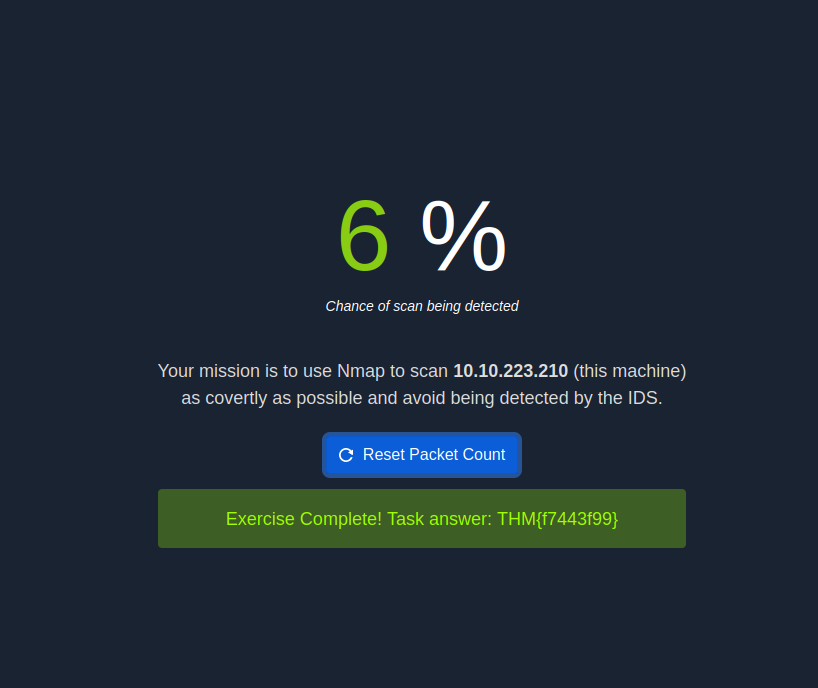 6 %
Chance of scan being detected
Your mission is to use Nmap to scan 10.10.223.210 (this machine)
as covertly as possible and avoid being detected by the IDS.
Reset Packet Count
Exercise Complete! Task answer: THM{f7443f99}